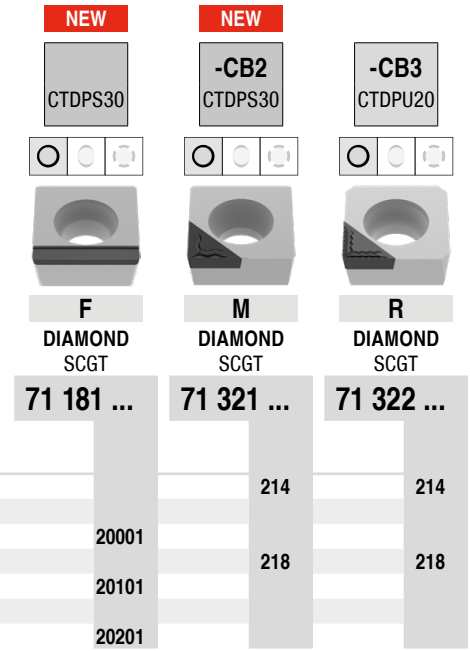 NEW NEW
-CB2 -CB3
CTDPS30 CTDPS30 CTDPU20
F M R
DIAMOND DIAMOND DIAMOND
SCGT SCGT SCGT
71 181 ... 71 321 ... 71 322 ...
214 214
20001
218 218
20101
20201